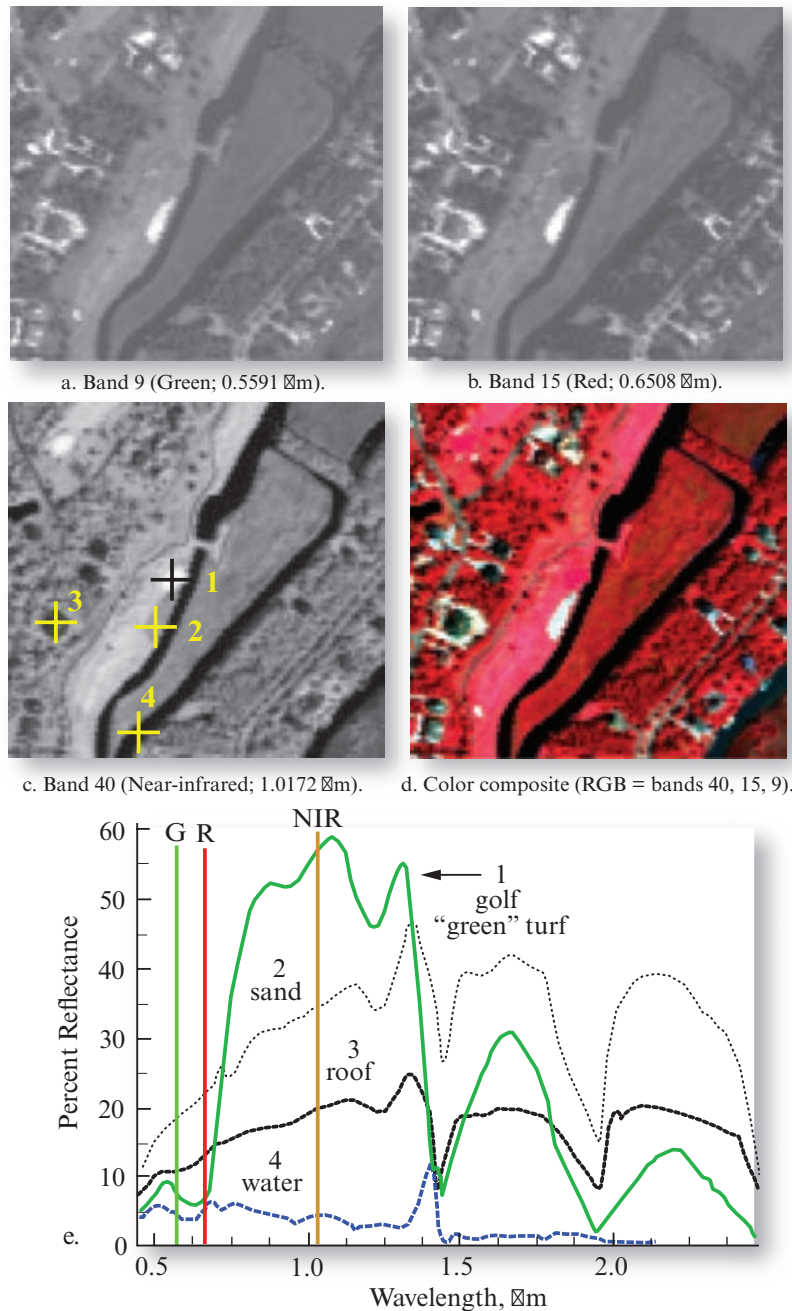 a. Band 9 (Green; 0.5591 m).
b. Band 15 (Red; 0.6508 m).
1
3
2
4
c. Band 40 (Near-infrared; 1.0172 m).
d. Color composite (RGB = bands 40, 15, 9).
G R NIR
60
50
40
30
20
10
0
Percent Reflectance
1
golf
“green” turf
2
sand
3
roof
4
water
e.
0.5 1.0 1.5 2.0
Wavelength, m